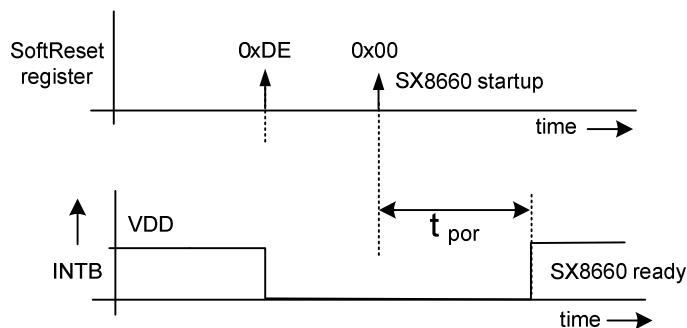 SoftReset
register
0xDE
0x00
SX8660 startup
time
VDD
INTB
t por
SX8660 ready
time